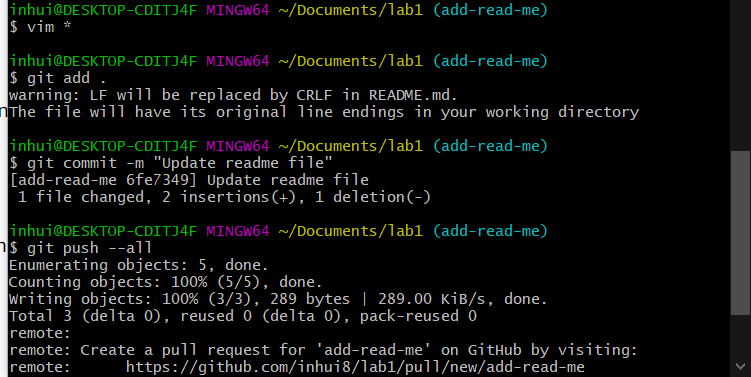 inhui@DESKTOP-CDITJ4F MINGW64 ~/Documents/lab1 (add-read-me)
$ vim *
inhui@DESKTOP-CDITJ4F MINGW64 ~/Documents/lab1 (add-read-me)
$ git add .
warning: LF will be replaced by CRLF in README.md.
The file will have its original line endings in your working directory
inhui@DESKTOP-CDITJ4F MINGW64 ~/Documents/lab1 (add-read-me)
$ git commit -m "Update readme file"
[add-read-me 6fe7349] Update readme file
 1 file changed, 2 insertions(+), 1 deletion(-)
inhui@DESKTOP-CDITJ4F MINGW64 ~/Documents/lab1 (add-read-me)
$ git push --all
Enumerating objects: 5, done.
Counting objects: 100% (5/5), done.
Writing objects: 100% (3/3), 289 bytes | 289.00 KiB/s, done.
Total 3 (delta 0), reused 0 (delta 0), pack-reused 0
remote:
remote: Create a pull request for 'add-read-me' on GitHub by visiting:
remote:      https://github.com/inhui8/lab1/pull/new/add-read-me